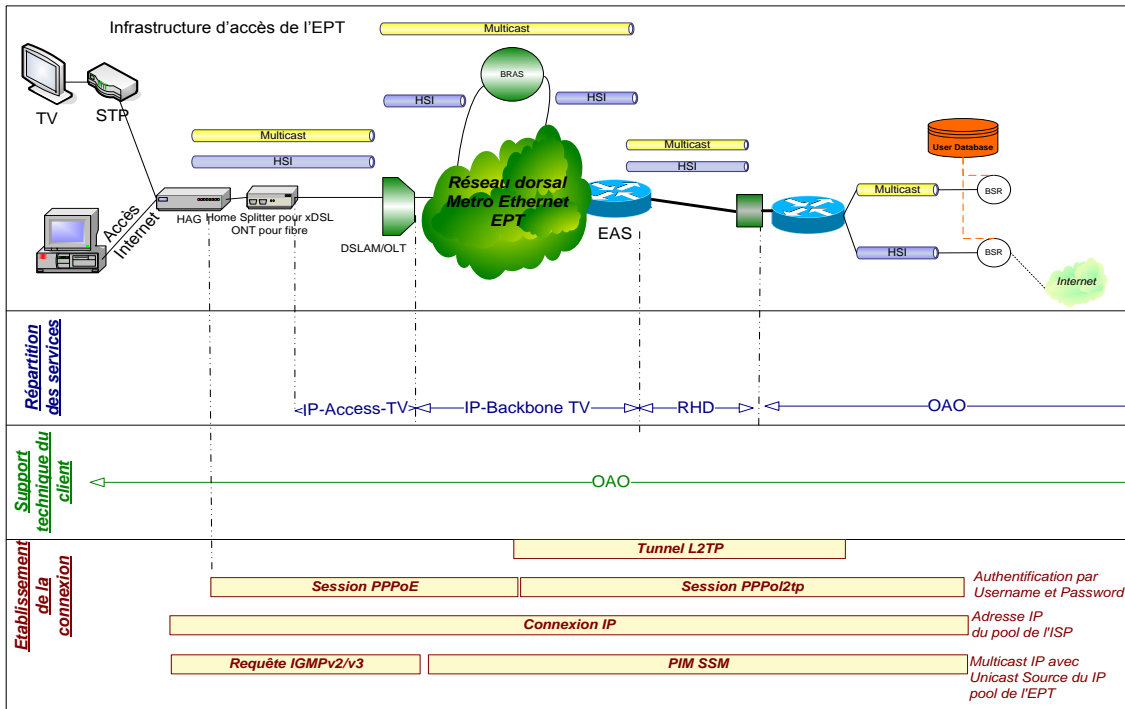 Infrastructure d'accès de l'EPT
Multicast
BRAS
HSI
HSI
TV
STP
Multicast
HSI
Multicast
HSI
User Database
Accès
Internet
HAG
Home Splitter pour xDSL
ONT pour fibre
DSLAM/OLT
Réseau dorsal
Metro Ethernet
EPT
EAS
Multicast
BSR
HSI
BSR
Internet
Répartition
des services
IP-Access-TV
IP-Backbone TV
RHD
OAO
Support
technique du
client
OAO
Etablissement
de la
connexion
Tunnel L2TP
Session PPPoE
Session PPPol2tp
Authentification par
Username et Password
Connexion IP
Adresse IP
du pool de l'ISP
Requête IGMPv2/v3
PIM SSM
Multicast IP avec
Unicast Source du IP
pool de l'EPT